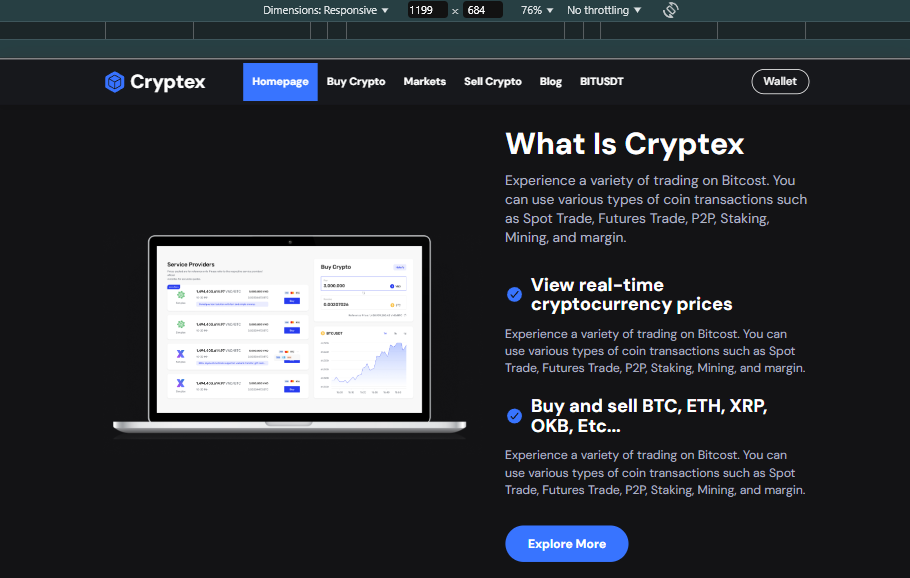 Dimensions: Responsive 1199 x 684 76% No throttling
Cryptex Homepage Buy Crypto Markets Sell Crypto Blog BITUSDT Wallet
What Is Cryptex
Experience a variety of trading on Bitcost. You
can use various types of coin transactions such
as Spot Trade, Futures Trade, P2P, Staking,
Mining, and margin.
Service Providers
Buy Crypto
3.000.000
0.00207026
BTCUSDT
View real-time
cryptocurrency prices
Experience a variety of trading on Bitcost. You can
use various types of coin transactions such as Spot
Trade, Futures Trade, P2P, Staking, Mining, and margin.
Buy and sell BTC, ETH, XRP,
OKB, Etc...
Experience a variety of trading on Bitcost. You can
use various types of coin transactions such as Spot
Trade, Futures Trade, P2P, Staking, Mining, and margin.
Explore More